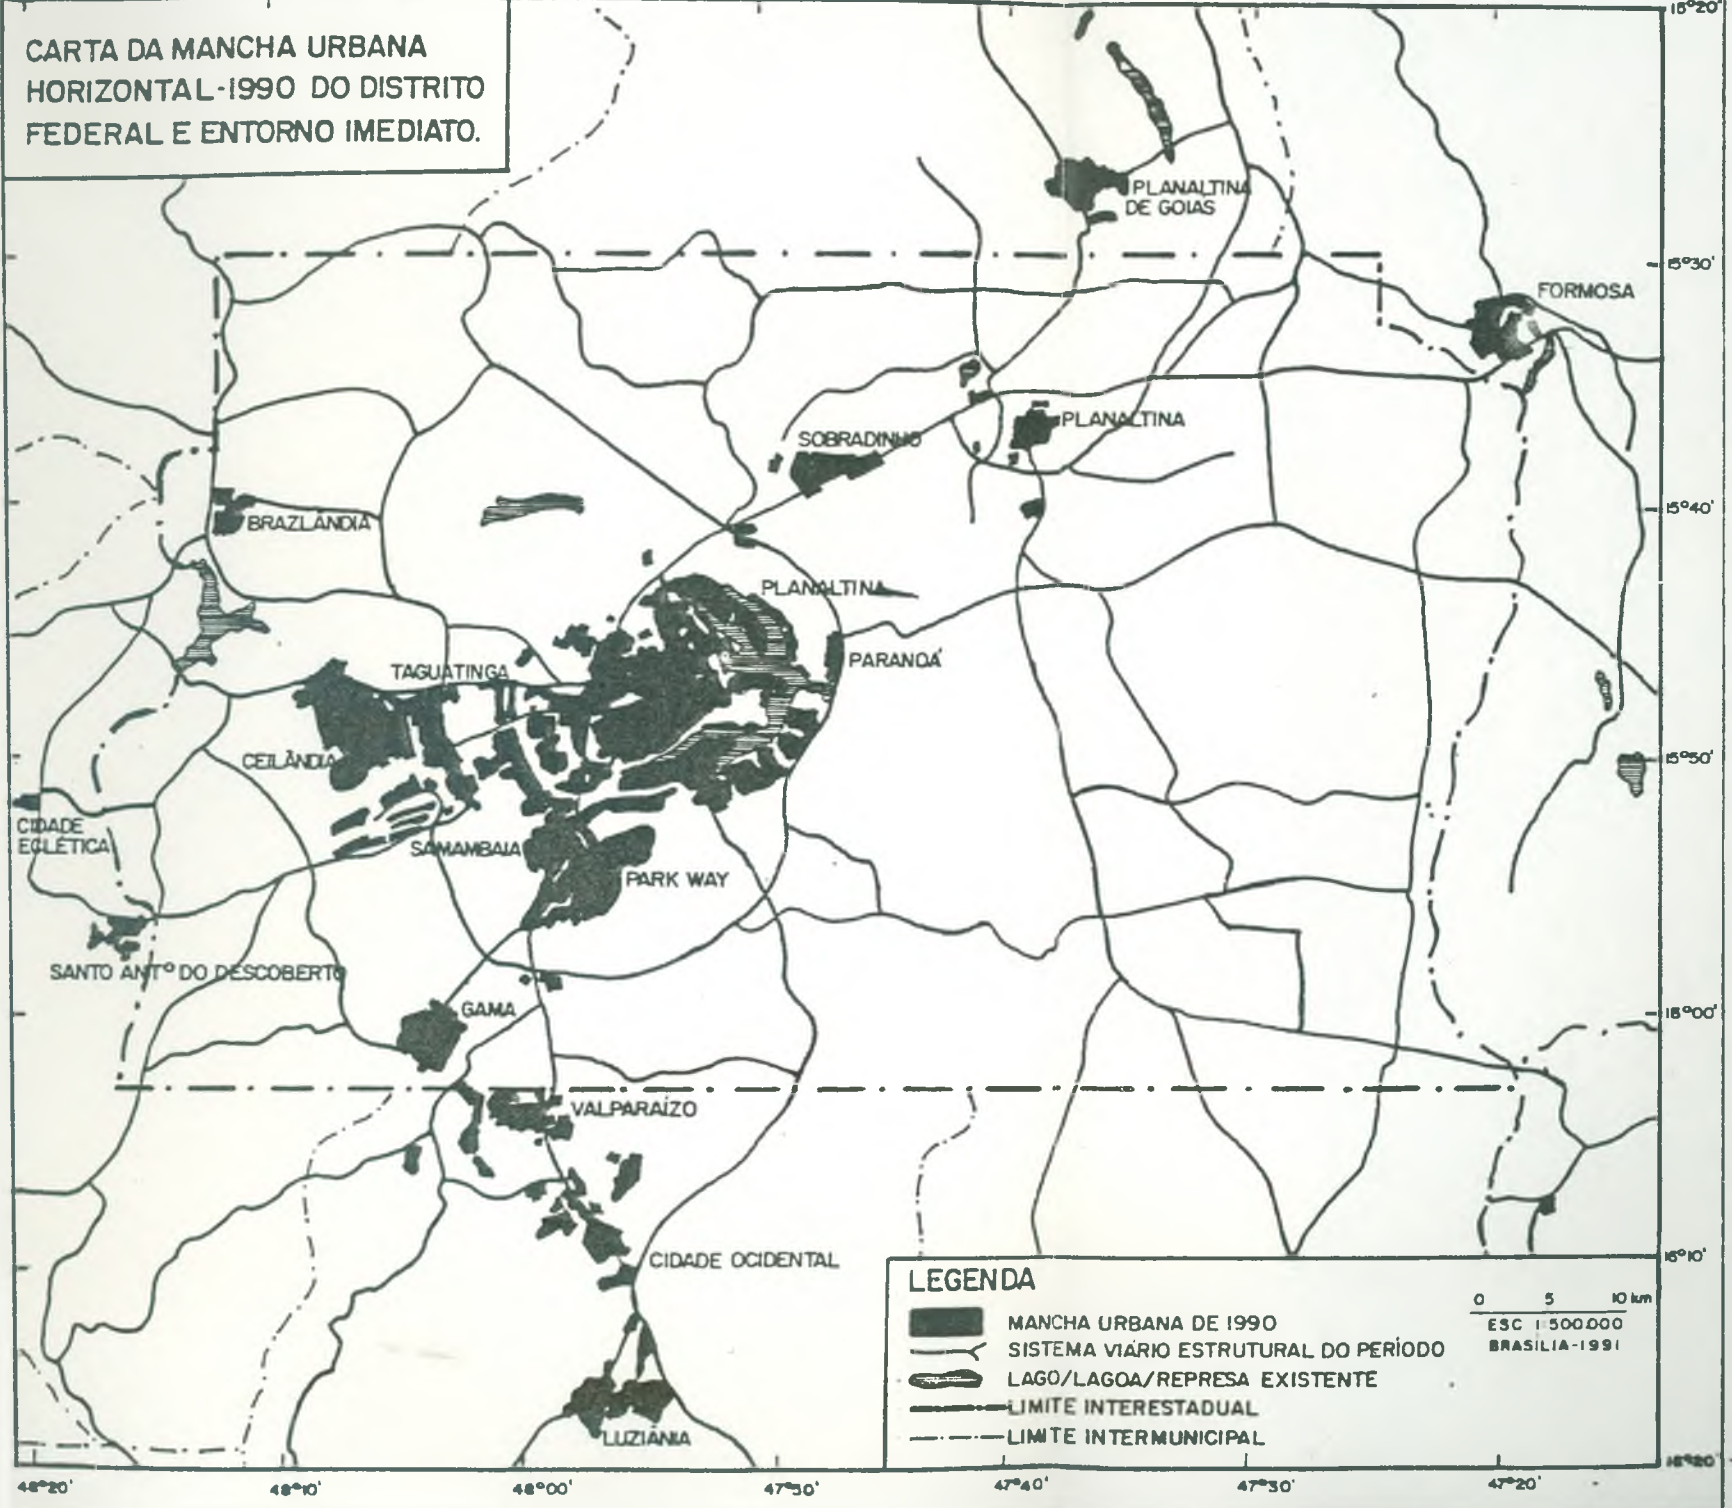 CARTA DA MANCHA URBANA
HORIZONTAL-1990 DO DISTRITO
FEDERAL E ENTORNO IMEDIATO.
15°20'
PLANALTINA
DE GOIAS
15°30'
FORMOSA
PLANALTINA
SOBRADINHO
15°40'
BRAZLÂNDIA
PLANALTINA
PARANOÁ
TAGUATINGA
15°50'
CEILÂNDIA
CIDADE
ECLÉTICA
SAMAMBAIA
PARK WAY
SANTO ANTº DO DESCOBERTO
GAMA
16°00'
VALPARAÍZO
CIDADE OCIDENTAL
16°10'
LEGENDA
MANCHA URBANA DE 1990
SISTEMA VIÁRIO ESTRUTURAL DO PERÍODO
LAGO/LAGOA/REPRESA EXISTENTE
LIMITE INTERESTADUAL
LIMITE INTERMUNICIPAL
0 5 10 km
ESC 1:500.000
BRASILIA-1991
LUZIÂNIA
16°20'
48°20' 48°10' 48°00' 47°50' 47°40' 47°30' 47°20'